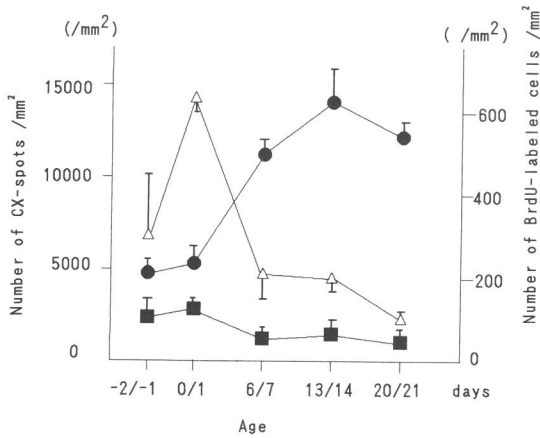 (/mm²)
( /mm²)
Number of CX-spots /mm²
15000
10000
5000
0
600
400
200
0
Number of BrdU-labeled cells /mm²
-2/-1 0/1 6/7 13/14 20/21 days
Age